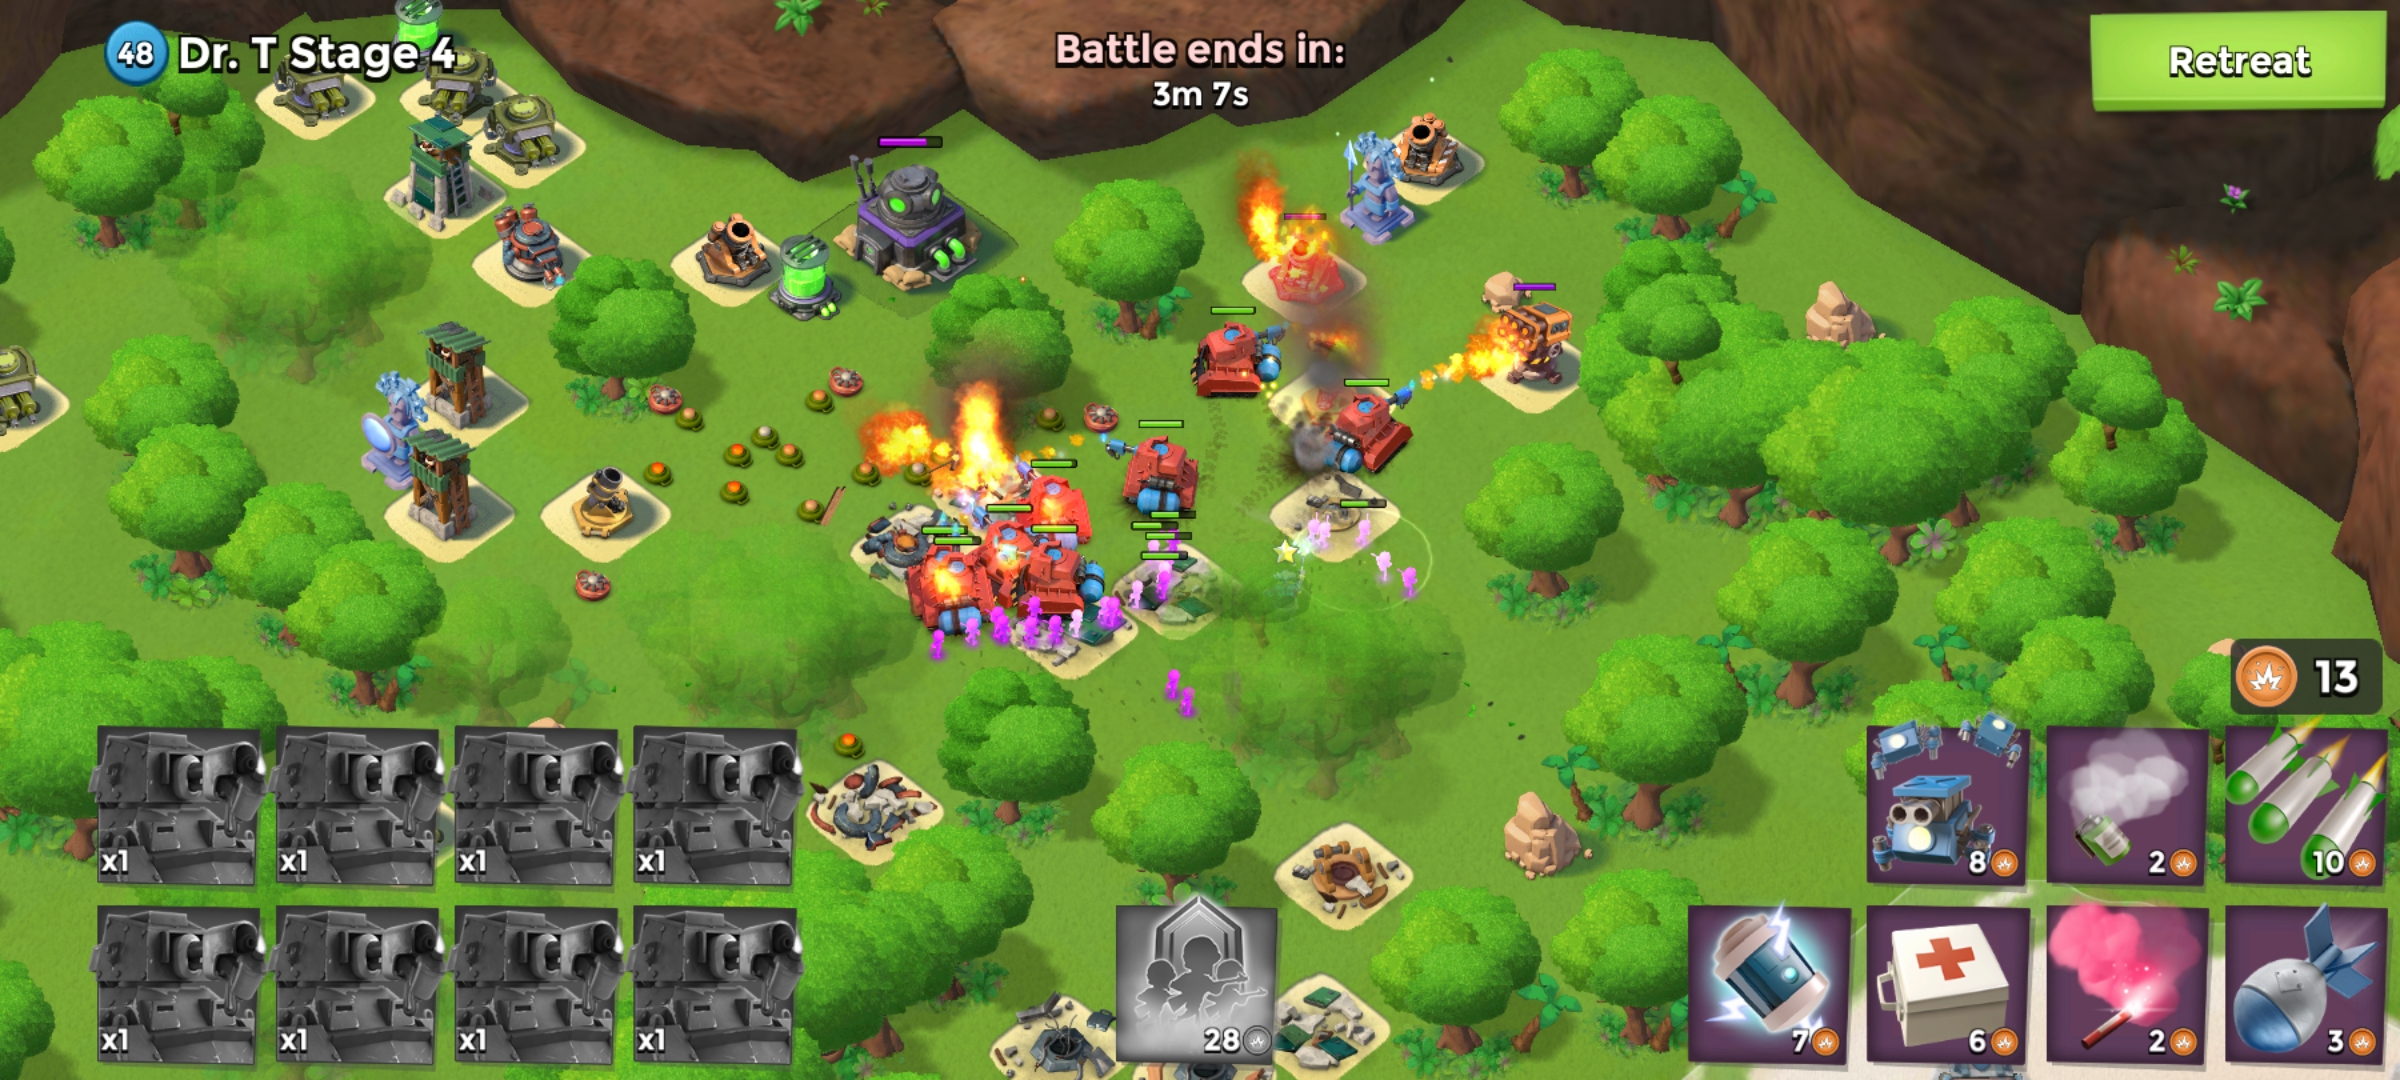 48 Dr. T Stage 4
Battle ends in:
3m 7s
Retreat
13
x1 x1 x1 x1
8 2 10
x1 x1 x1 x1
28
7 6 2 3